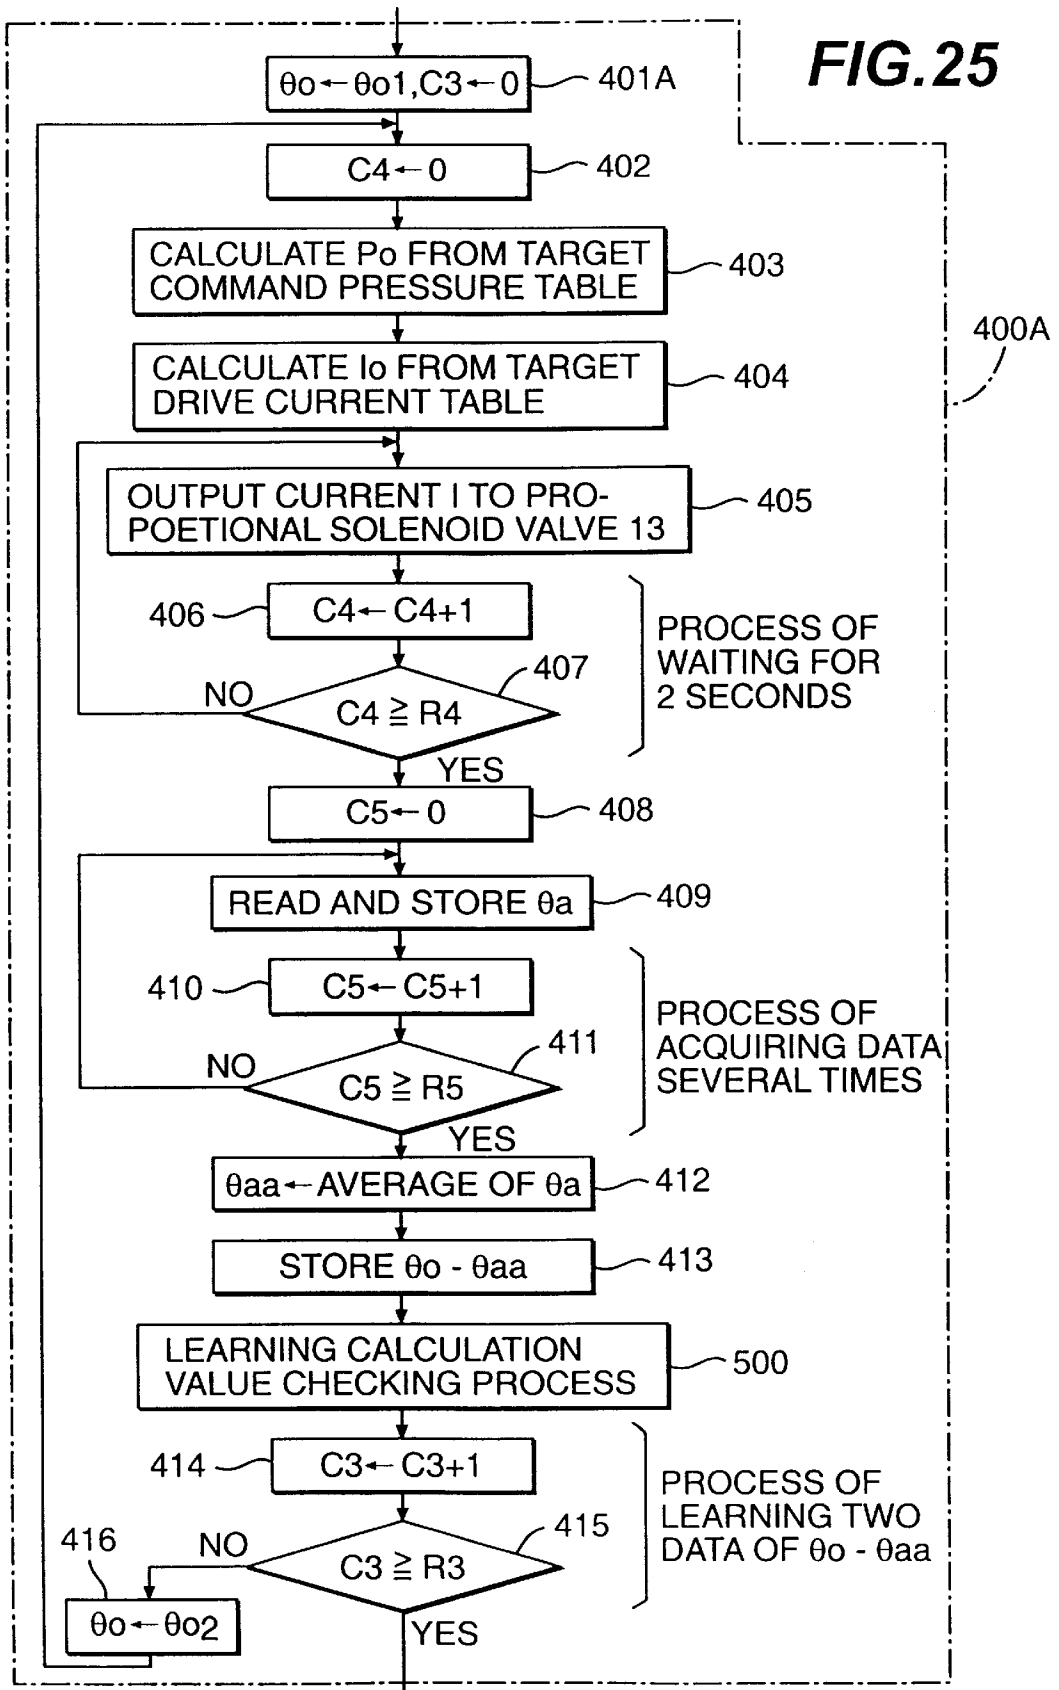 FIG.25
θo←θo1,C3←0
401A
C4←0
402
CALCULATE Po FROM TARGET
COMMAND PRESSURE TABLE
403
400A
CALCULATE Io FROM TARGET
DRIVE CURRENT TABLE
404
OUTPUT CURRENT I TO PRO-
POETIONAL SOLENOID VALVE 13
405
406
C4←C4+1
PROCESS OF
WAITING FOR
2 SECONDS
407
NO
C4≧R4
YES
C5←0
408
READ AND STORE θa
409
410
C5←C5+1
PROCESS OF
ACQUIRING DATA
SEVERAL TIMES
411
NO
C5≧R5
YES
θaa←AVERAGE OF θa
412
STORE θo - θaa
413
LEARNING CALCULATION
VALUE CHECKING PROCESS
500
414
C3←C3+1
PROCESS OF
LEARNING TWO
DATA OF θo - θaa
415
416
NO
C3≧R3
θo←θo2
YES